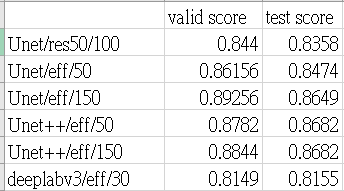 valid score test score
Unet/res50/100 0.844 0.8358
Unet/eff/50 0.86156 0.8474
Unet/eff/150 0.89256 0.8649
Unet++/eff/50 0.8782 0.8682
Unet++/eff/150 0.8844 0.8682
deeplabv3/eff/30 0.8149 0.8155